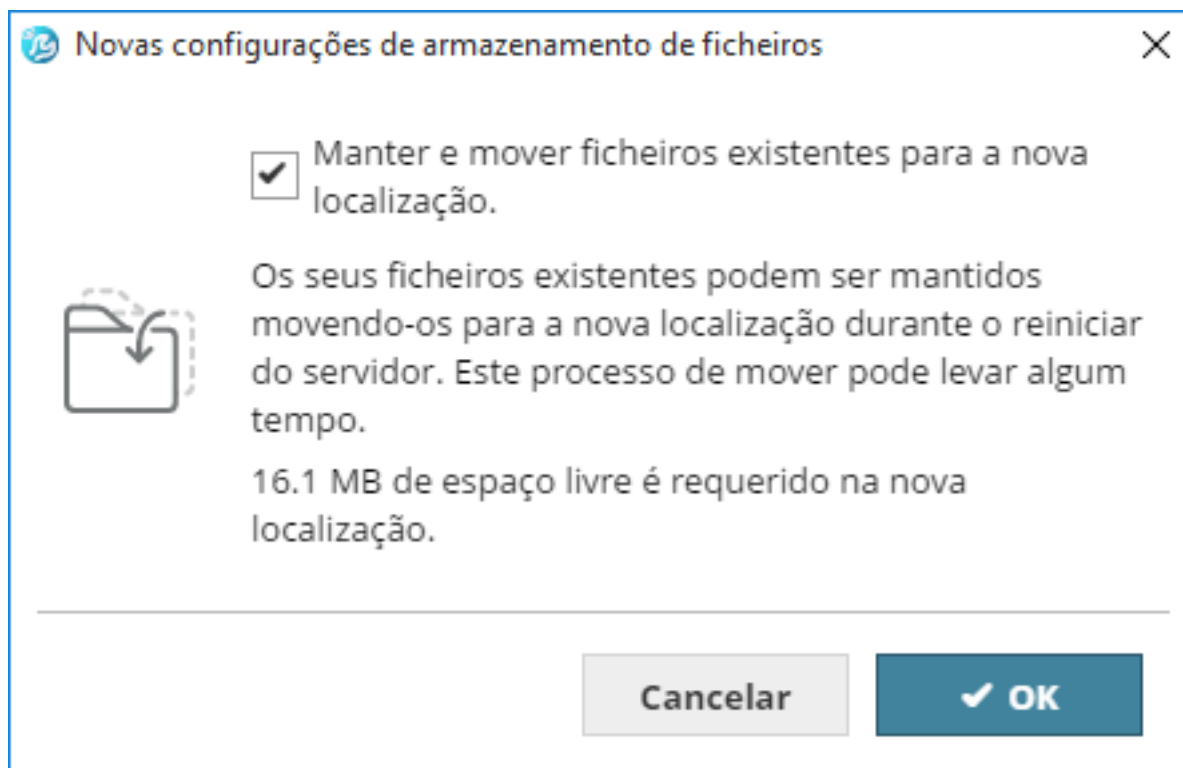 Novas configurações de armazenamento de ficheiros
Manter e mover ficheiros existentes para a nova
localização.
Os seus ficheiros existentes podem ser mantidos
movendo-os para a nova localização durante o reiniciar
do servidor. Este processo de mover pode levar algum
tempo.
16.1 MB de espaço livre é requerido na nova
localização.
Cancelar
OK